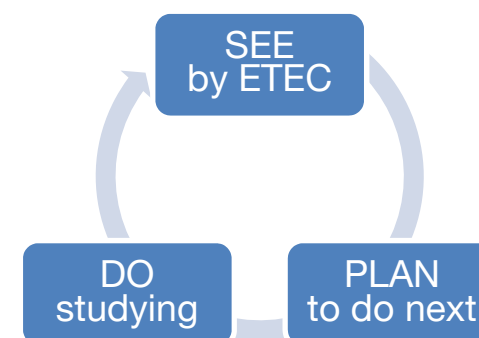 SEE
by ETEC
DO
studying
PLAN
to do next